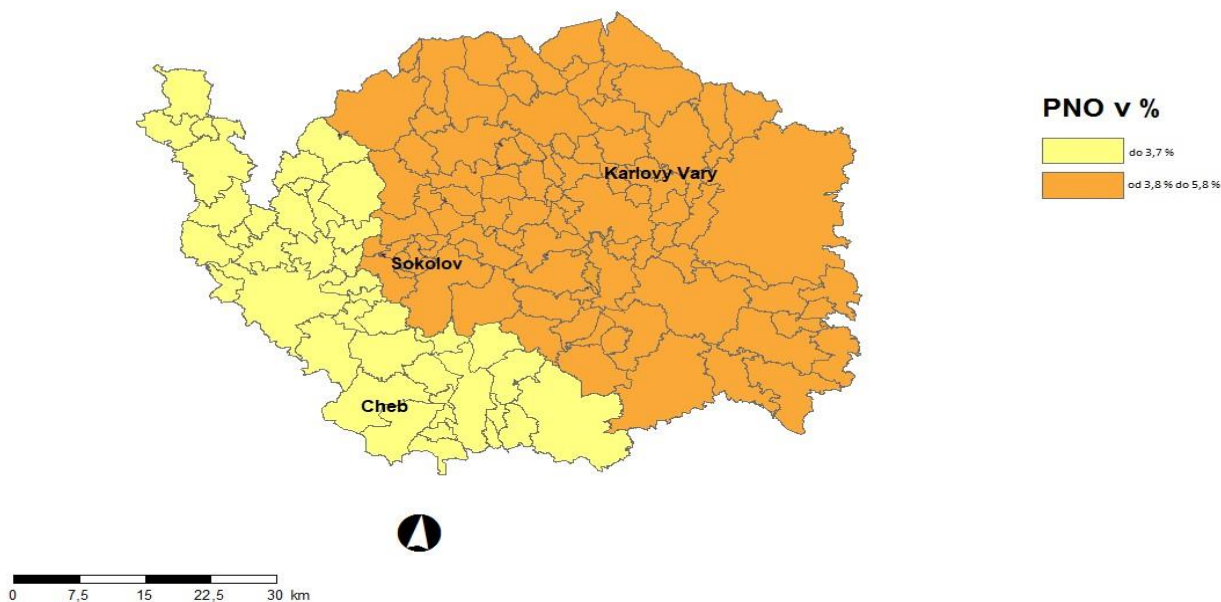 PNO v %
do 3,7 %
od 3,8 % do 5,8 %
Karlovy Vary
Sokolov
Cheb
0 7,5 15 22,5 30 km